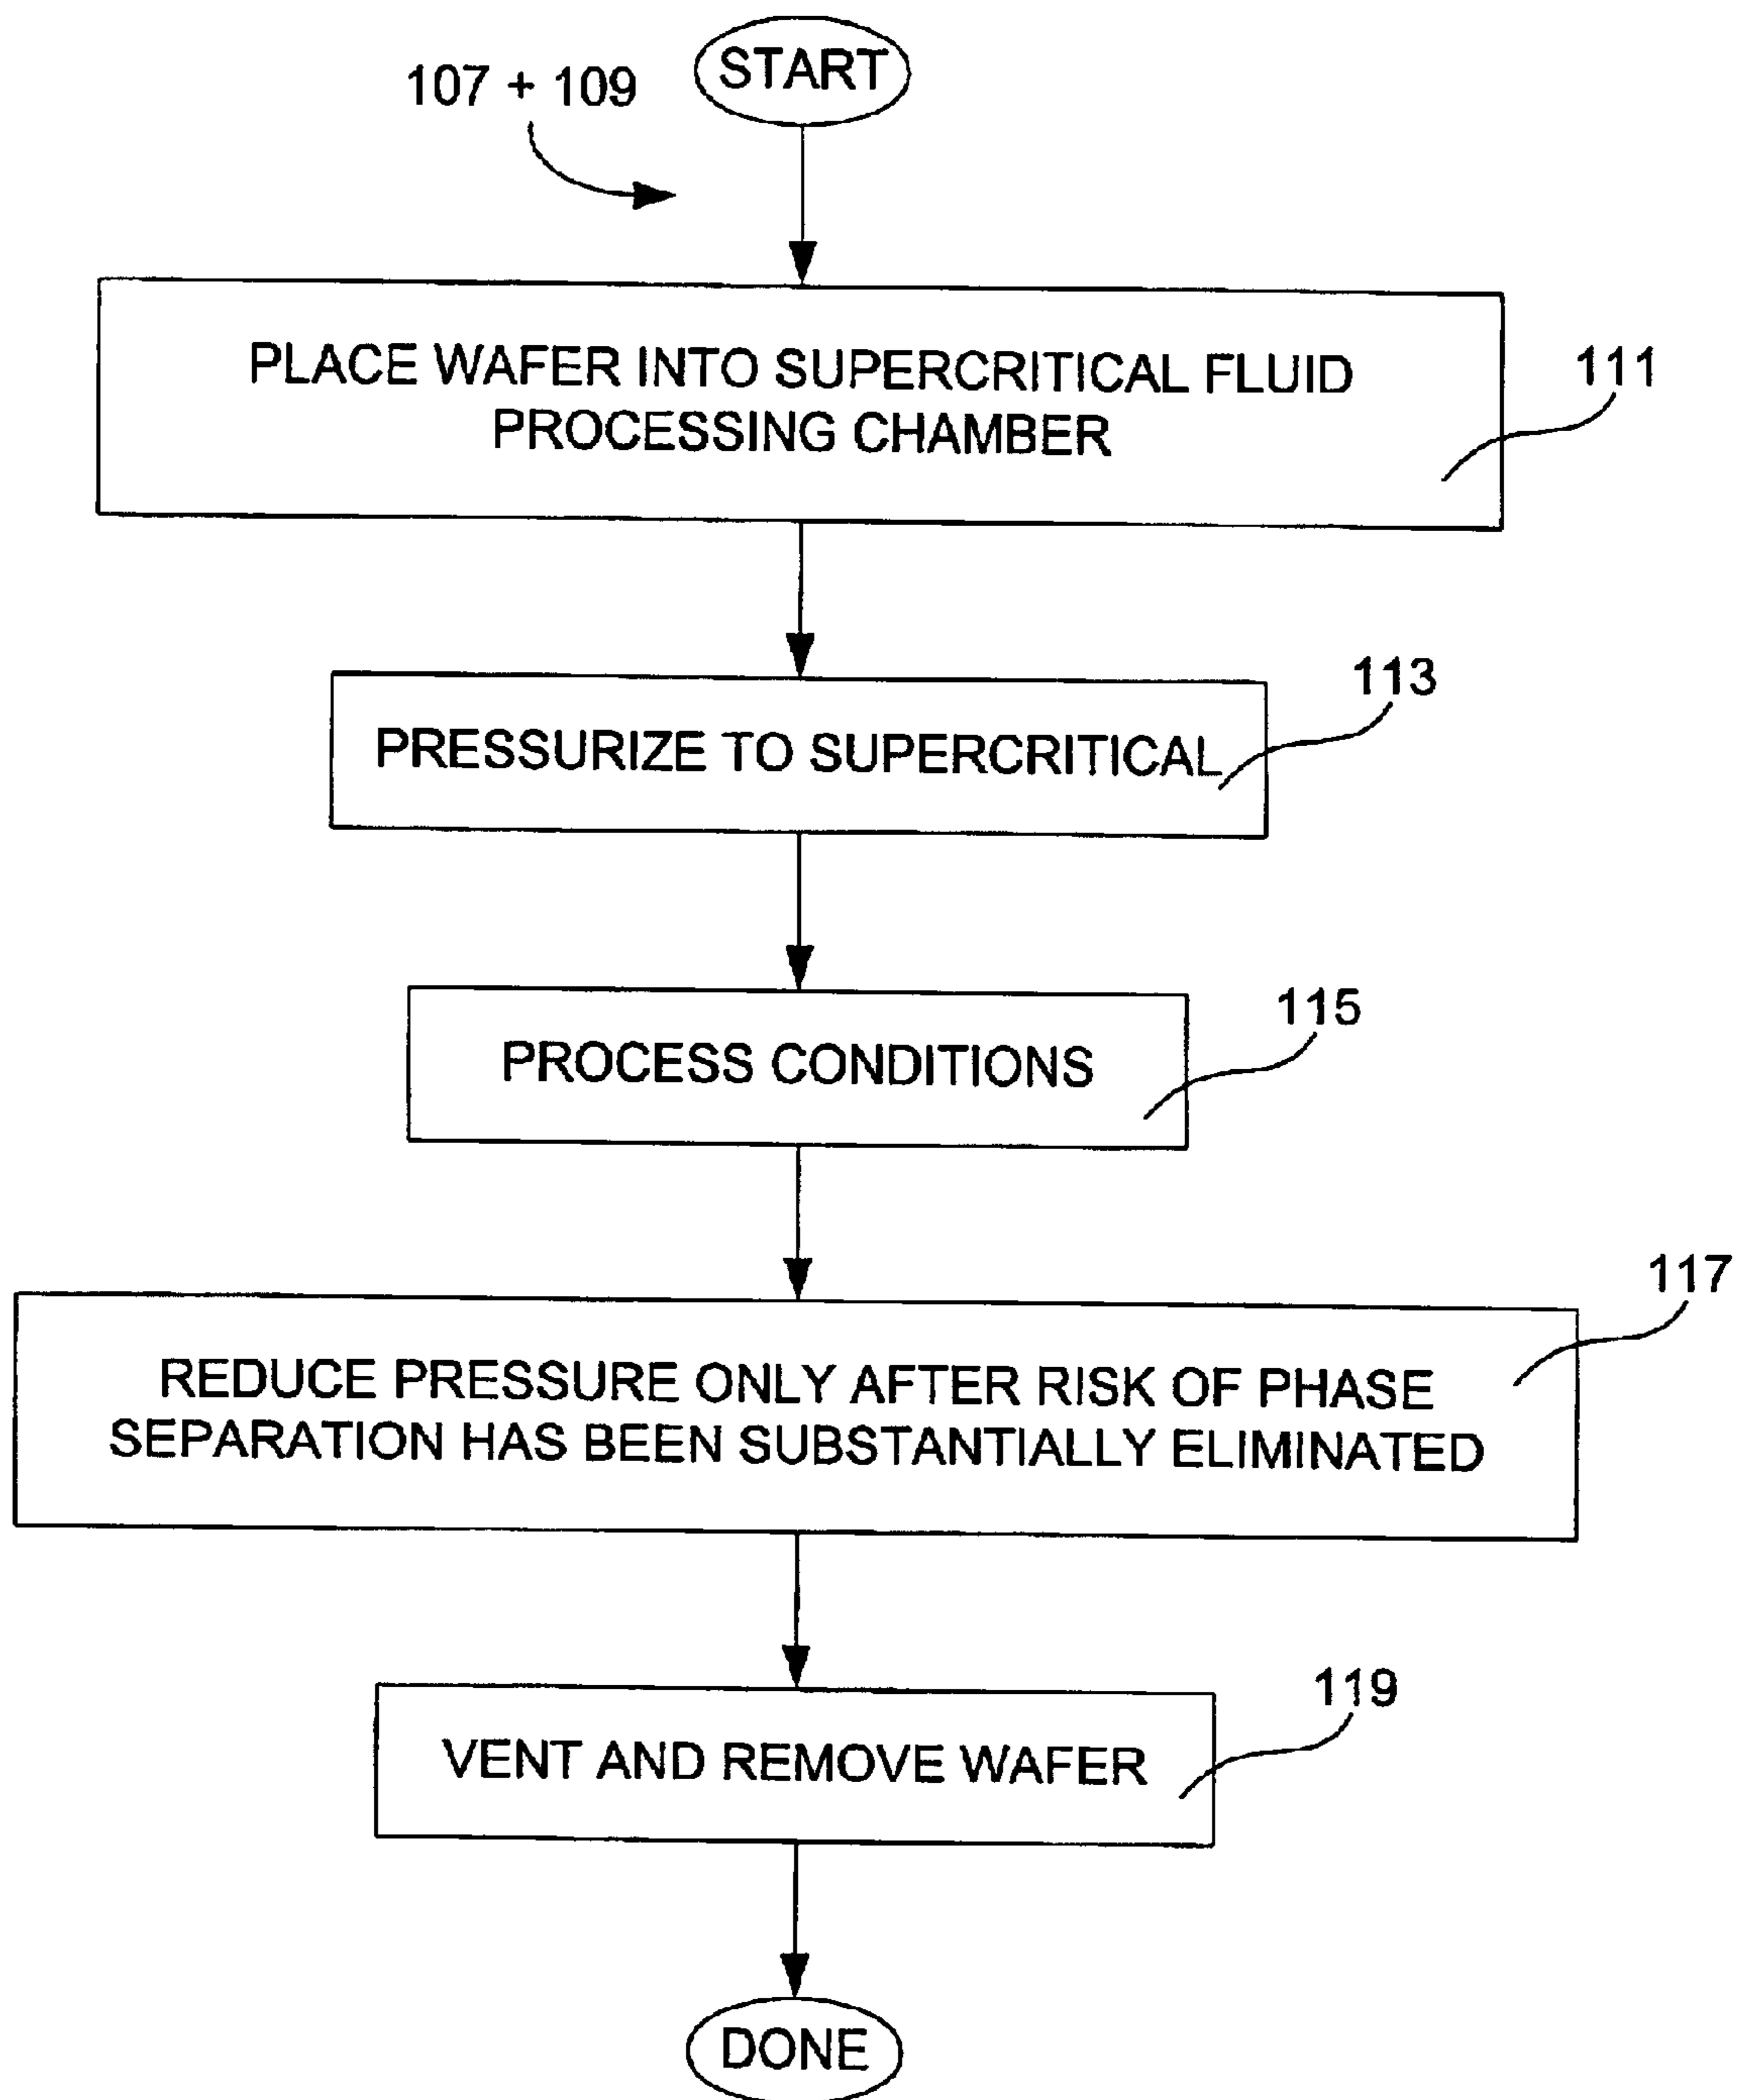 START
107 + 109
PLACE WAFER INTO SUPERCRITICAL FLUID
PROCESSING CHAMBER
111
PRESSURIZE TO SUPERCRITICAL
113
PROCESS CONDITIONS
115
REDUCE PRESSURE ONLY AFTER RISK OF PHASE
SEPARATION HAS BEEN SUBSTANTIALLY ELIMINATED
117
VENT AND REMOVE WAFER
119
DONE